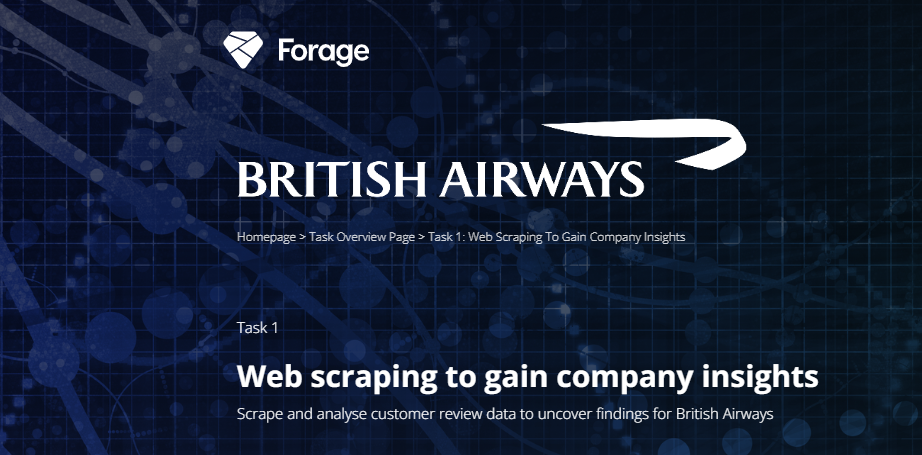 Forage
BRITISH AIRWAYS
Homepage > Task Overview Page > Task 1: Web Scraping To Gain Company Insights
Task 1
Web scraping to gain company insights
Scrape and analyse customer review data to uncover findings for British Airways